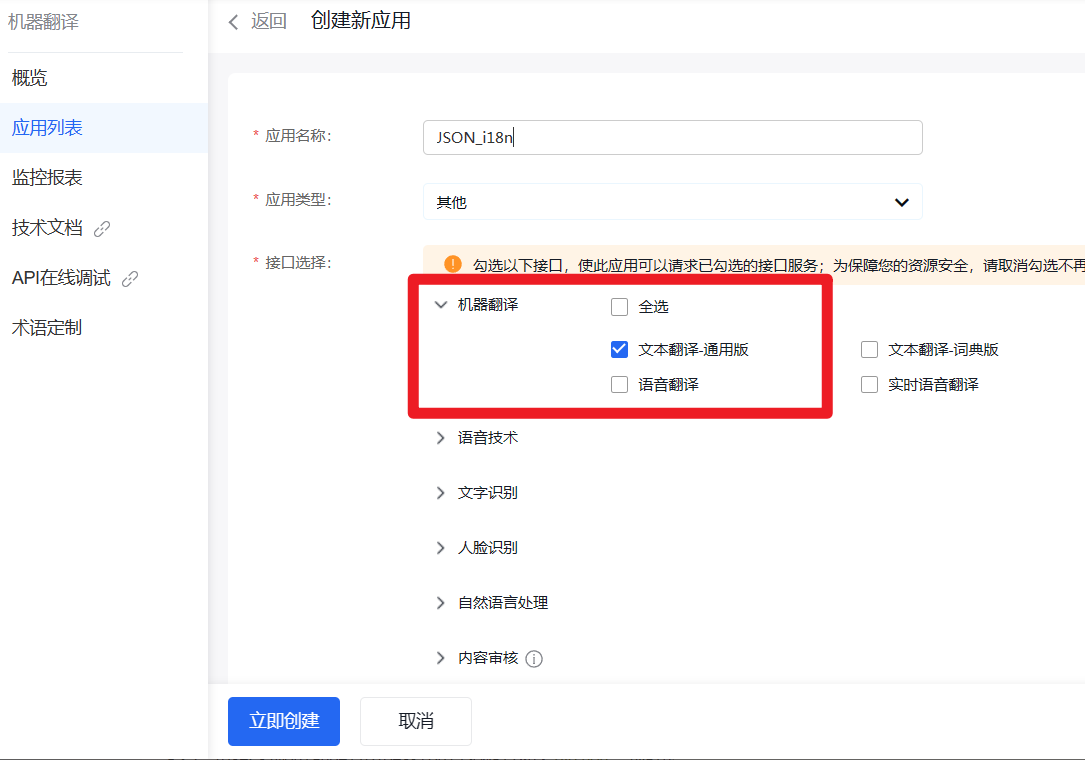 机器翻译
返回 创建新应用
概览
应用列表
监控报表
技术文档
API在线调试
术语定制
* 应用名称：
JSON_i18n
* 应用类型：
其他
* 接口选择：
勾选以下接口，使此应用可以请求已勾选的接口服务；为保障您的资源安全，请取消勾选不再
机器翻译
全选
文本翻译-通用版
文本翻译-词典版
语音翻译
实时语音翻译
语音技术
文字识别
人脸识别
自然语言处理
内容审核
立即创建
取消